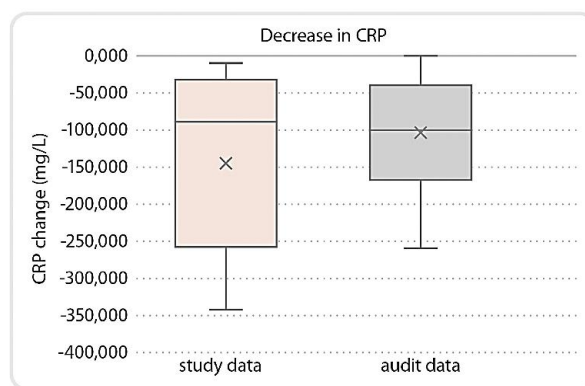 Decrease in CRP
0,000
-50,000
-100,000
-150,000
-200,000
-250,000
-300,000
-350,000
-400,000
CRP change (mg/L)
study data
audit data